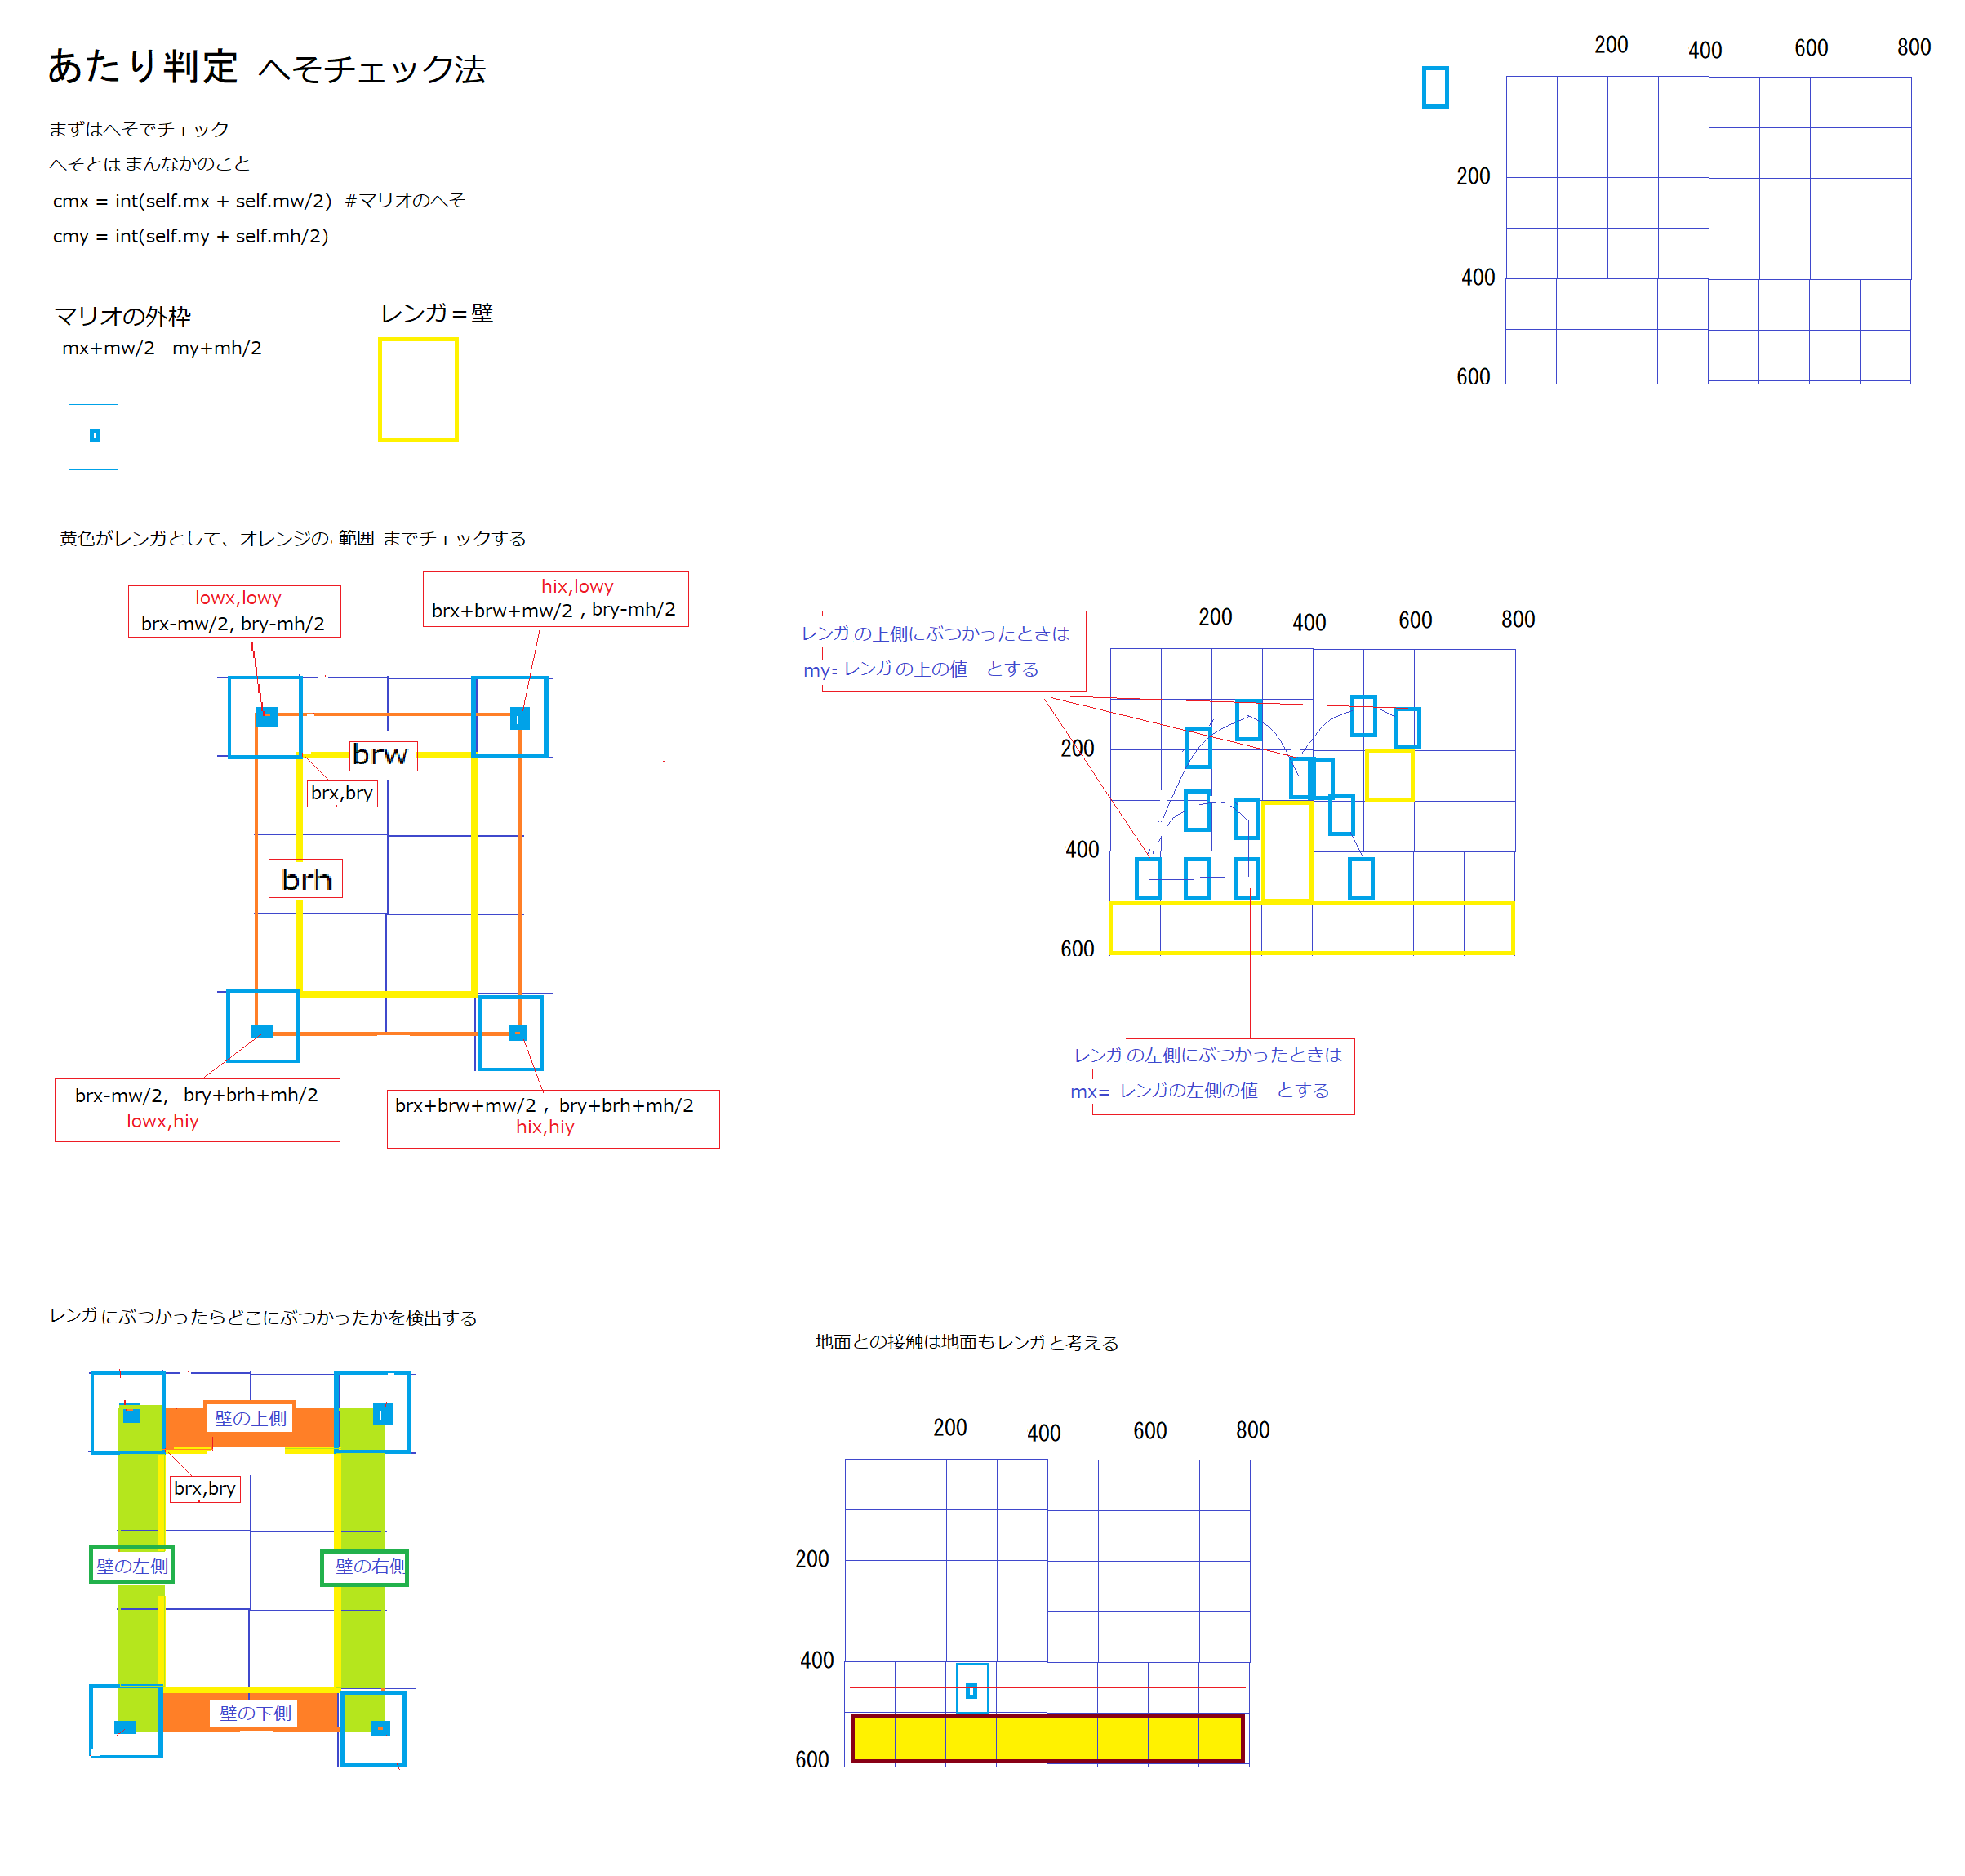 あたり判定 へそチェック法
まずはへそでチェック
へそとは まんなかのこと
cmx = int(self.mx + self.mw/2) #マリオのへそ
cmy = int(self.my + self.mh/2)
マリオの外枠
mx+mw/2 my+mh/2
レンガ＝壁
200 400 600 800
200
400
600
黄色がレンガとして、オレンジの 範囲 までチェックする
lowx,lowy
brx-mw/2, bry-mh/2
hix,lowy
brx+brw+mw/2 , bry-mh/2
brw
brx,bry
brh
brx-mw/2, bry+brh+mh/2
lowx,hiy
brx+brw+mw/2 , bry+brh+mh/2
hix,hiy
レンガ の上側にぶつかったときは
my= レンガ の上の値 とする
200 400 600 800
200
400
600
レンガ の左側にぶつかったときは
mx= レンガの左側の値 とする
レンガ にぶつかったらどこにぶつかったかを検出する
壁の上側
brx,bry
壁の左側
壁の右側
壁の下側
地面との接触は地面もレンガ と考える
200 400 600 800
200
400
600